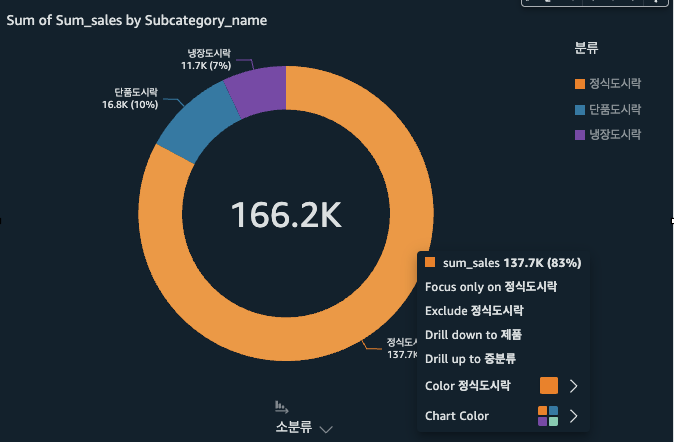 Sum of Sum_sales by Subcategory_name
분류
정식도시락
단품도시락
냉장도시락
냉장도시락
11.7K (7%)
단품도시락
16.8K (10%)
166.2K
정식도시
137.7K
sum_sales 137.7K (83%)
Focus only on 정식도시락
Exclude 정식도시락
Drill down to 제품
Drill up to 중분류
Color 정식도시락
Chart Color
소분류